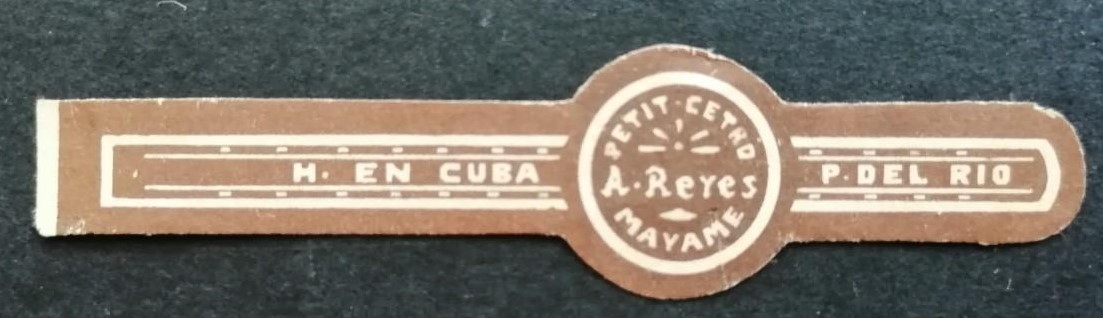 H. EN CUBA
PETIT-CETRO
A. Reyes
MAYAME
P. DEL RIO